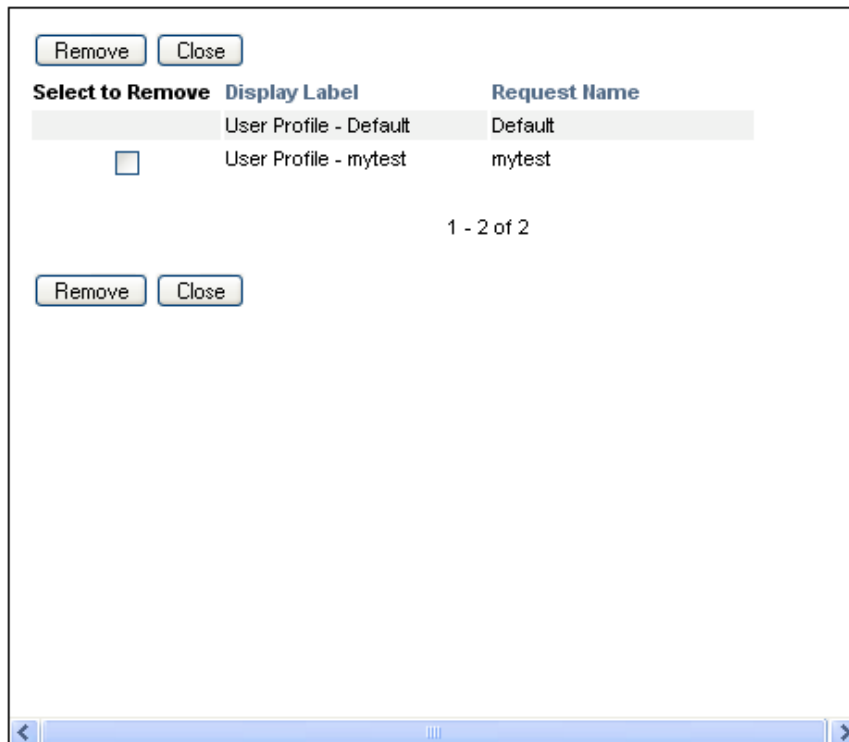 Remove Close
Select to Remove Display Label Request Name
User Profile - Default Default
User Profile - mytest mytest
1 - 2 of 2
Remove Close